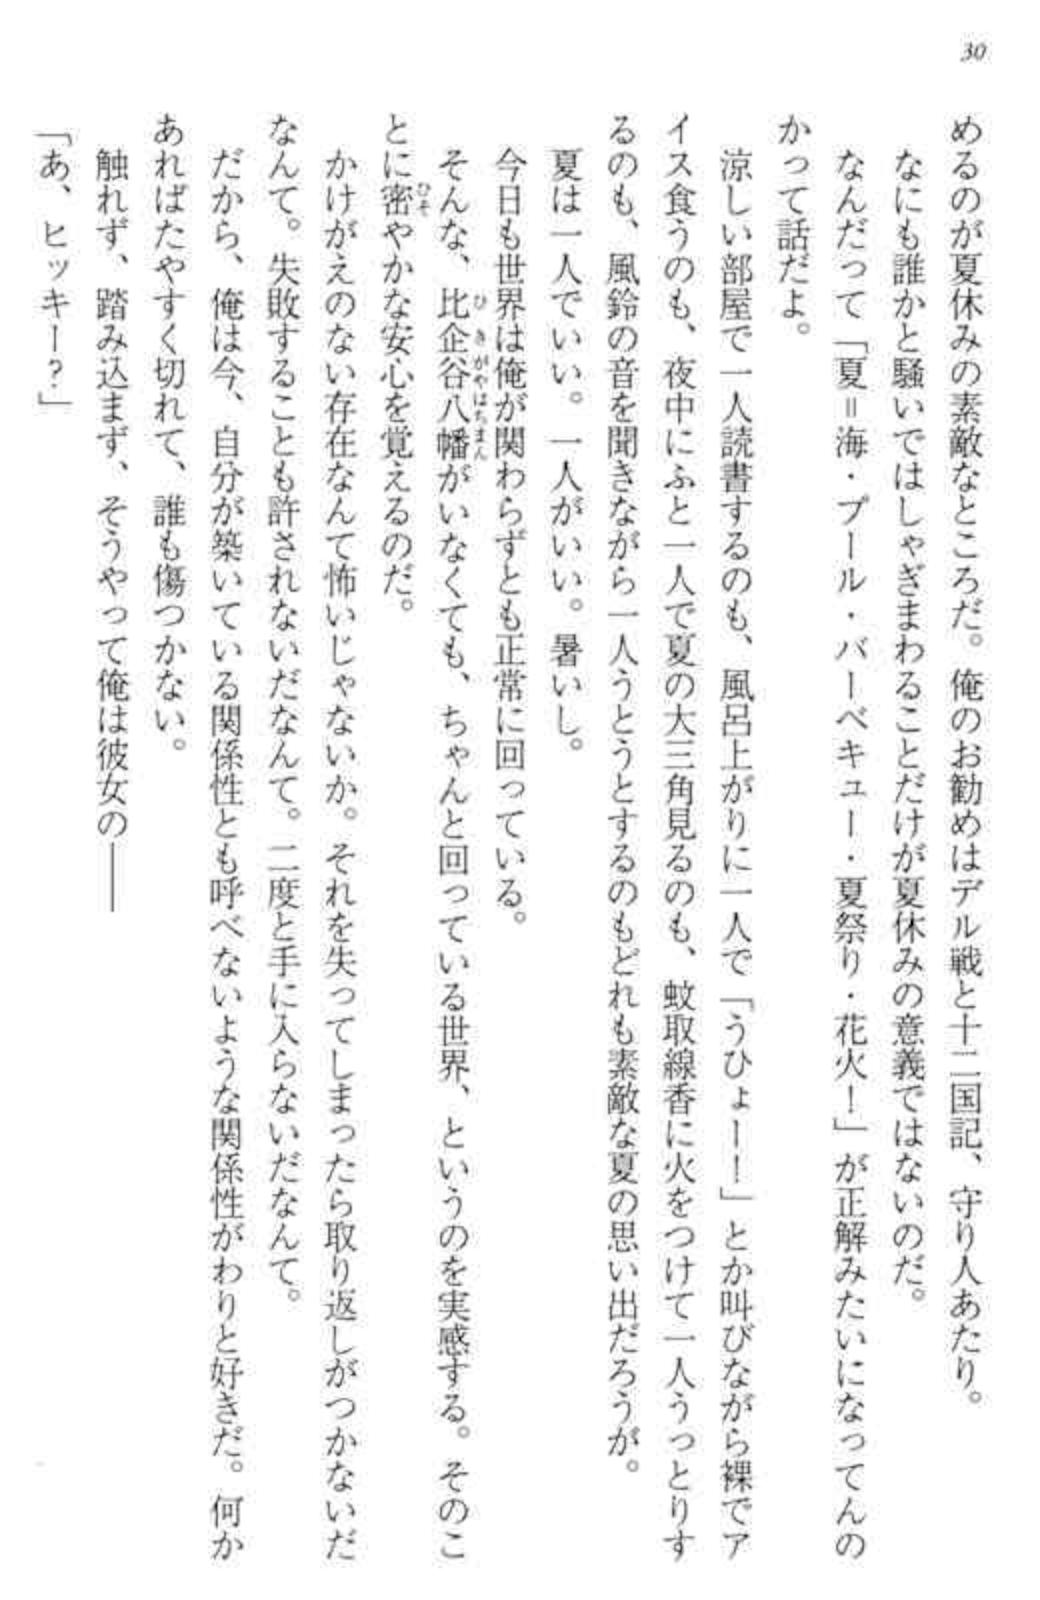 30
めるのが夏休みの素敵なところだ。俺のお勧めはデル戦と十二国記、守り人あたり。
なにも誰かと騒いではしゃぎまわることだけが夏休みの意義ではないのだ。
なんだって「夏＝海・プール・バーベキュー・夏祭り・花火！」が正解みたいになってんの
かって話だよ。
涼しい部屋で一人読書するのも、風呂上がりに一人で「うひょー！」とか叫びながら裸でア
イス食うのも、夜中にふと一人で夏の大三角見るのも、蚊取線香に火をつけて一人うっとりす
るのも、風鈴の音を聞きながら一人うとうとするのもどれも素敵な夏の思い出だろうが。
夏は一人でいい。一人がいい。暑いし。
今日も世界は俺が関わらずとも正常に回っている。
そんな、比企谷八幡がいなくても、ちゃんと回っている世界、というのを実感する。そのこ
とに密やかな安心を覚えるのだ。
かけがえのない存在なんて怖いじゃないか。それを失ってしまったら取り返しがつかないだ
なんて。失敗することも許されないだなんて。二度と手に入らないだなんて。
だから、俺は今、自分が築いている関係性とも呼べないような関係性がわりと好きだ。何か
あればたやすく切れて、誰も傷つかない。
触れず、踏み込まず、そうやって俺は彼女の――
「あ、ヒッキー？」